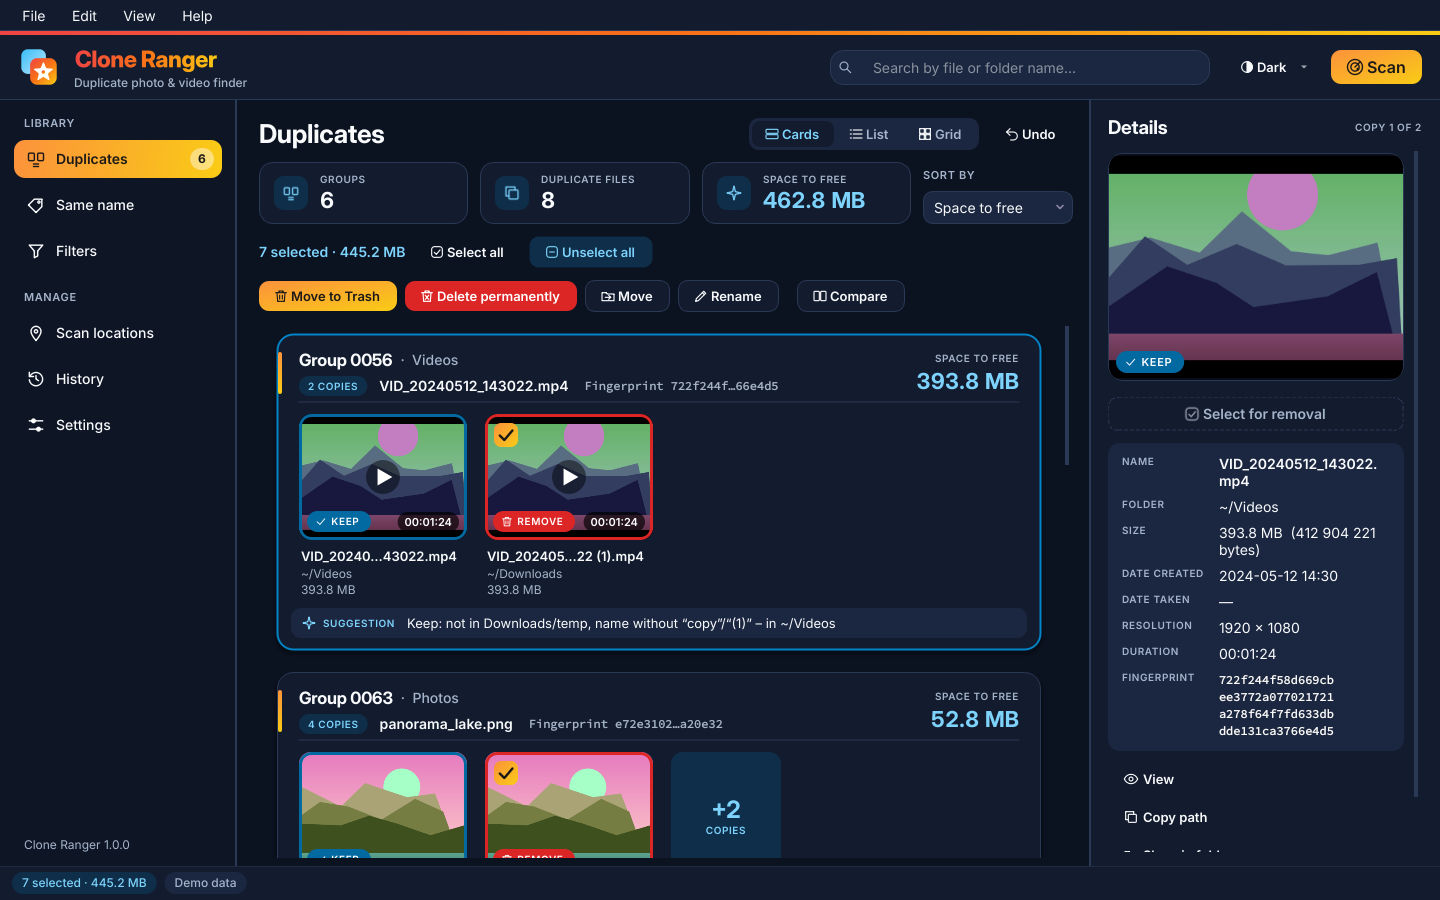 File Edit View Help
Clone Ranger
Duplicate photo & video finder
Search by file or folder name...
Dark
Scan
LIBRARY
Duplicates 6
Same name
Filters
MANAGE
Scan locations
History
Settings
Clone Ranger 1.0.0
Duplicates
Cards List Grid
Undo
GROUPS
6
DUPLICATE FILES
8
SPACE TO FREE
462.8 MB
SORT BY
Space to free
7 selected · 445.2 MB
Select all
Unselect all
Move to Trash
Delete permanently
Move
Rename
Compare
Group 0056 · Videos
2 COPIES VID_20240512_143022.mp4 Fingerprint 722f244f…66e4d5
SPACE TO FREE
393.8 MB
KEEP 00:01:24
VID_20240…43022.mp4
~/Videos
393.8 MB
REMOVE 00:01:24
VID_202405…22 (1).mp4
~/Downloads
393.8 MB
SUGGESTION Keep: not in Downloads/temp, name without “copy”/“(1)” – in ~/Videos
Group 0063 · Photos
4 COPIES panorama_lake.png Fingerprint e72e3102…a20e32
SPACE TO FREE
52.8 MB
KEEP
REMOVE
+2
COPIES
Details
COPY 1 OF 2
KEEP
Select for removal
NAME VID_20240512_143022.
mp4
FOLDER ~/Videos
SIZE 393.8 MB (412 904 221
bytes)
DATE CREATED 2024-05-12 14:30
DATE TAKEN —
RESOLUTION 1920 × 1080
DURATION 00:01:24
FINGERPRINT 722f244f58d669cb
ee3772a077021721
a278f64f7fd633db
dde131ca3766e4d5
View
Copy path
7 selected · 445.2 MB
Demo data